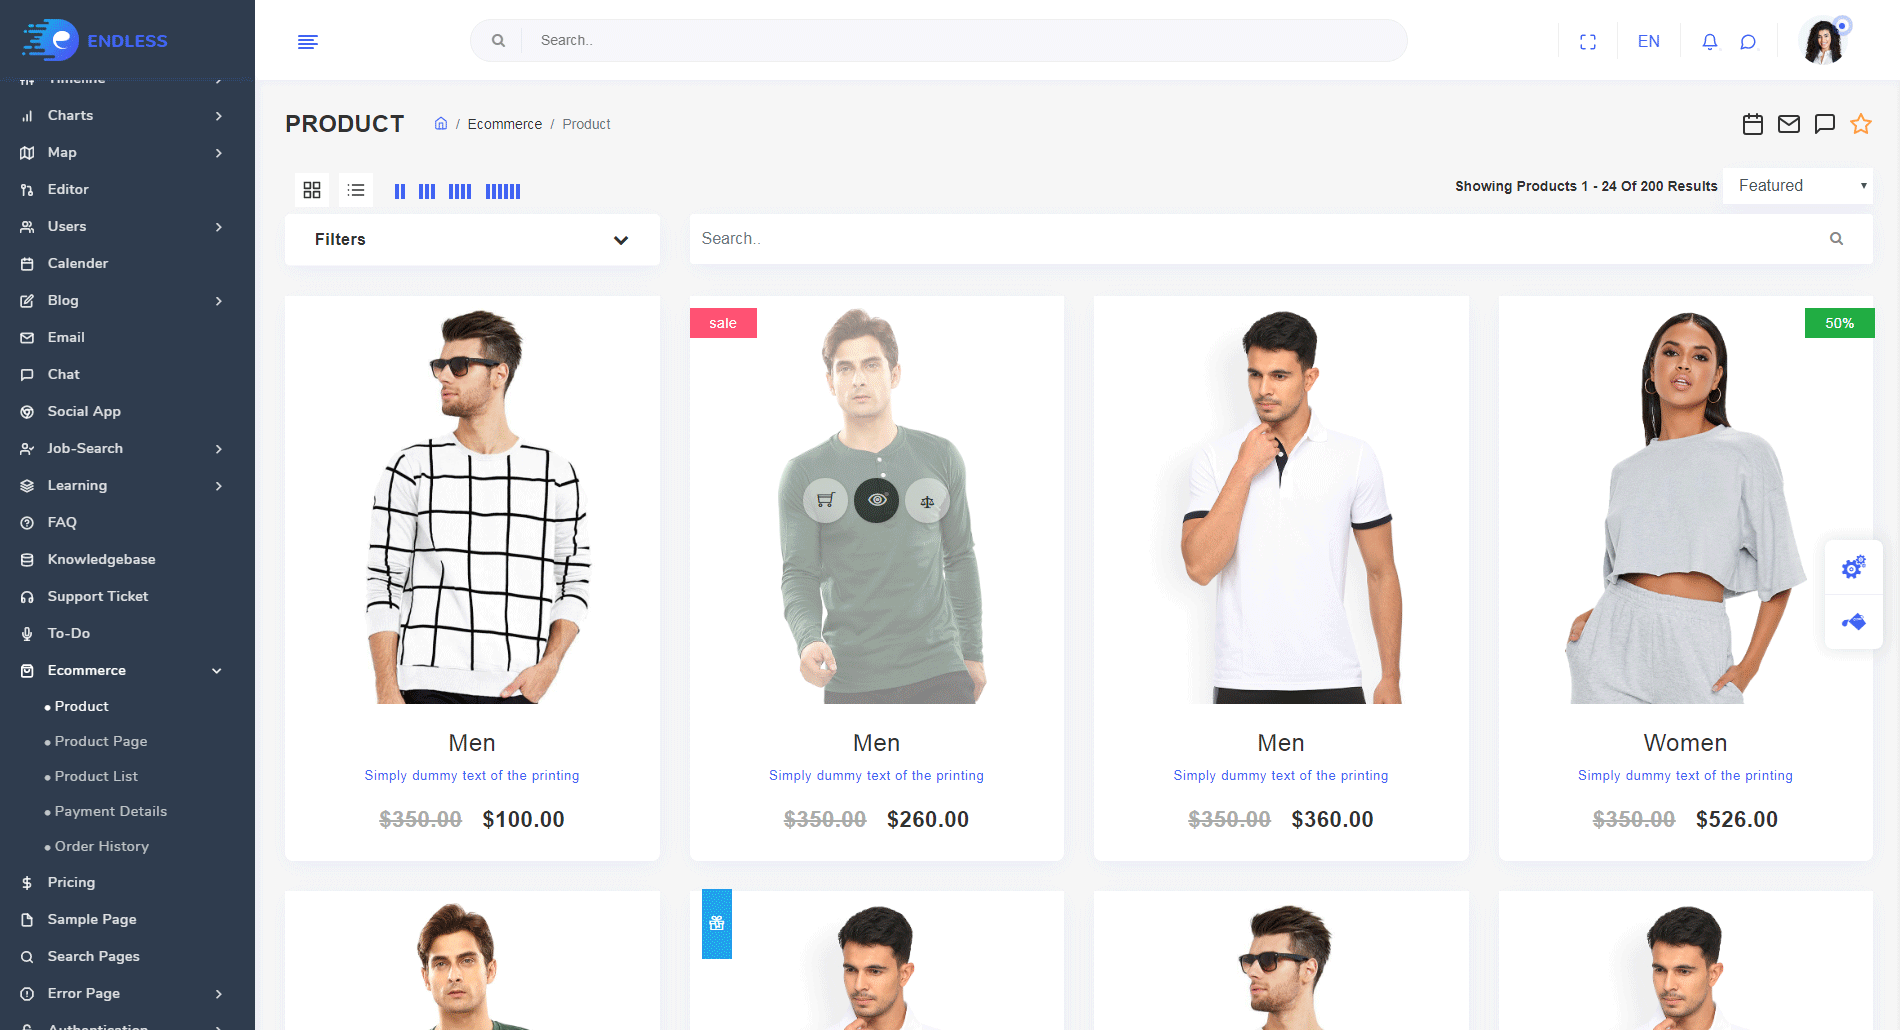 ENDLESS
Search..
EN
Timeline
Charts
Map
Editor
Users
Calender
Blog
Email
Chat
Social App
Job-Search
Learning
FAQ
Knowledgebase
Support Ticket
To-Do
Ecommerce
Product
Product Page
Product List
Payment Details
Order History
Pricing
Sample Page
Search Pages
Error Page
Authentication
PRODUCT
/ Ecommerce / Product
Showing Products 1 - 24 Of 200 Results
Featured
Filters
Search..
sale
50%
Men
Simply dummy text of the printing
$350.00 $100.00
Men
Simply dummy text of the printing
$350.00 $260.00
Men
Simply dummy text of the printing
$350.00 $360.00
Women
Simply dummy text of the printing
$350.00 $526.00